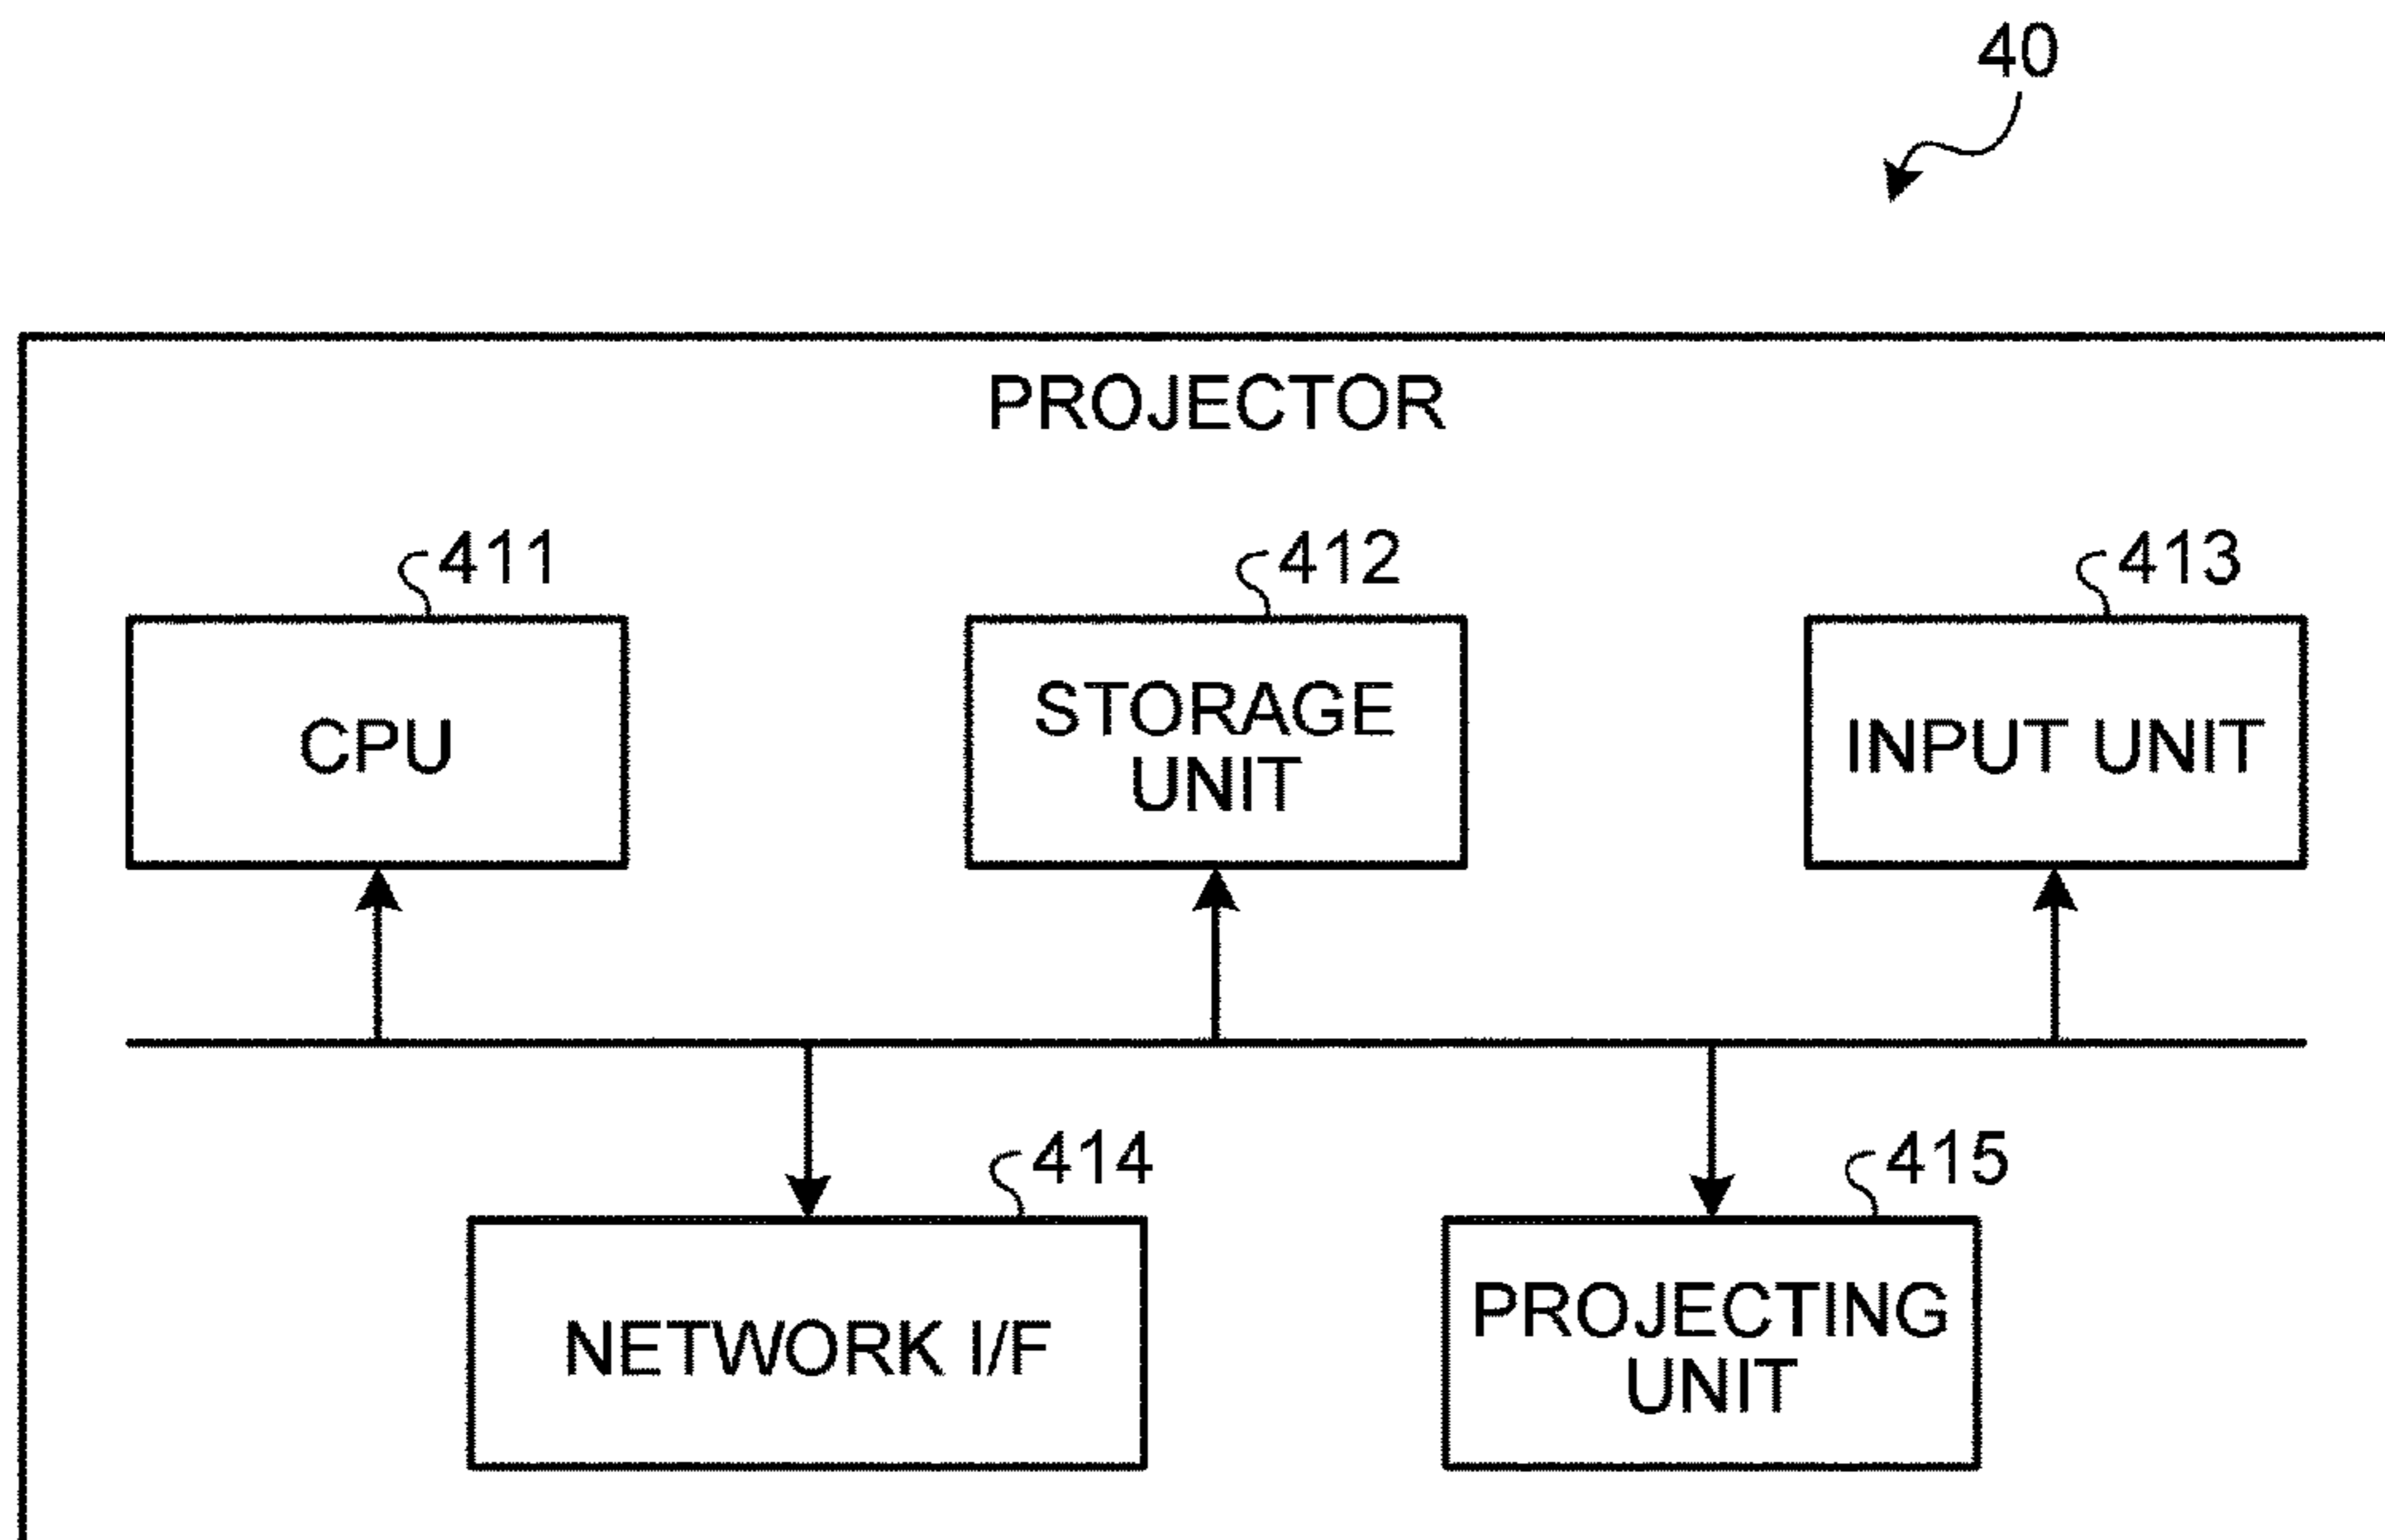 40
PROJECTOR
411
412
413
CPU
STORAGE
UNIT
INPUT UNIT
414
415
NETWORK I/F
PROJECTING
UNIT